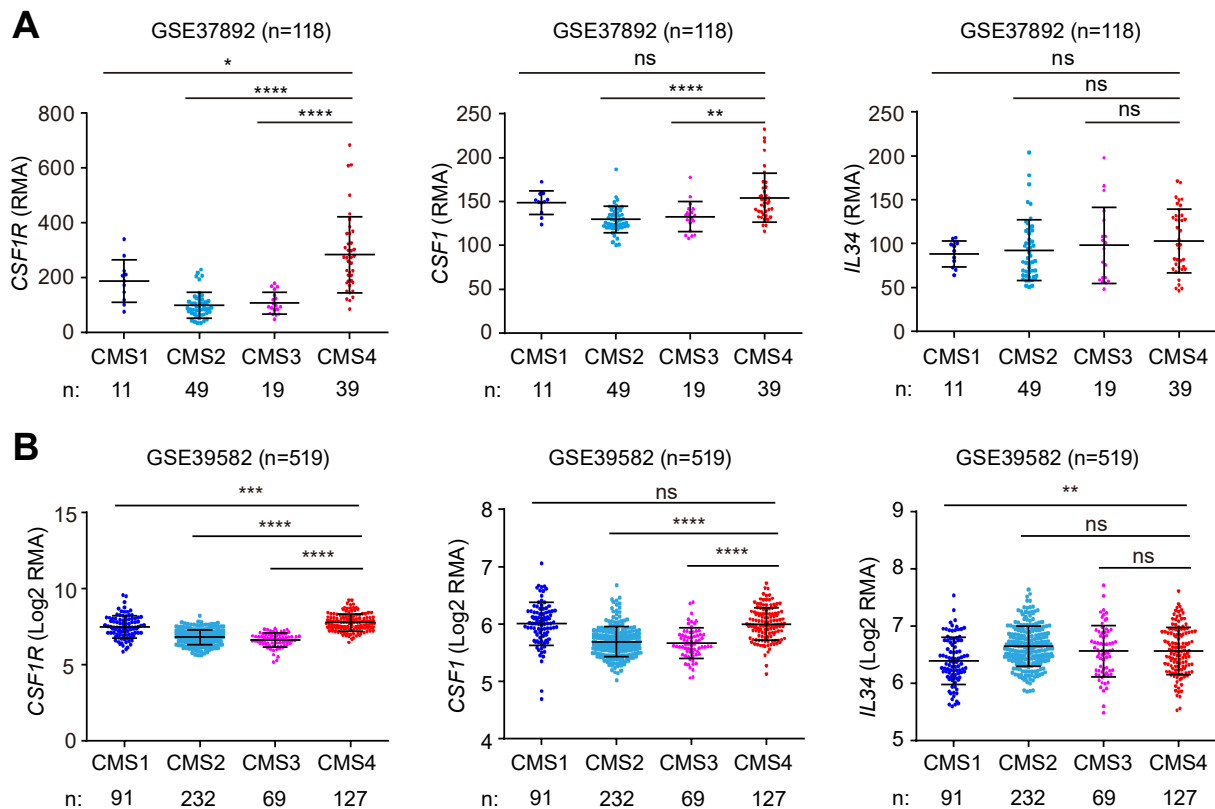 A
GSE37892 (n=118)
*
****
****
CSF1R (RMA)
800
600
400
200
0
CMS1 CMS2 CMS3 CMS4
n: 11 49 19 39
GSE37892 (n=118)
ns
****
**
CSF1 (RMA)
250
200
150
100
50
0
CMS1 CMS2 CMS3 CMS4
11 49 19 39
GSE37892 (n=118)
ns
ns
ns
IL34 (RMA)
250
200
150
100
50
0
CMS1 CMS2 CMS3 CMS4
11 49 19 39
B
GSE39582 (n=519)
***
****
****
CSF1R (Log2 RMA)
15
10
5
0
CMS1 CMS2 CMS3 CMS4
n: 91 232 69 127
GSE39582 (n=519)
ns
****
****
CSF1 (Log2 RMA)
8
7
6
5
4
CMS1 CMS2 CMS3 CMS4
n: 91 232 69 127
GSE39582 (n=519)
**
ns
ns
IL34 (Log2 RMA)
9
8
7
6
5
CMS1 CMS2 CMS3 CMS4
n: 91 232 69 127